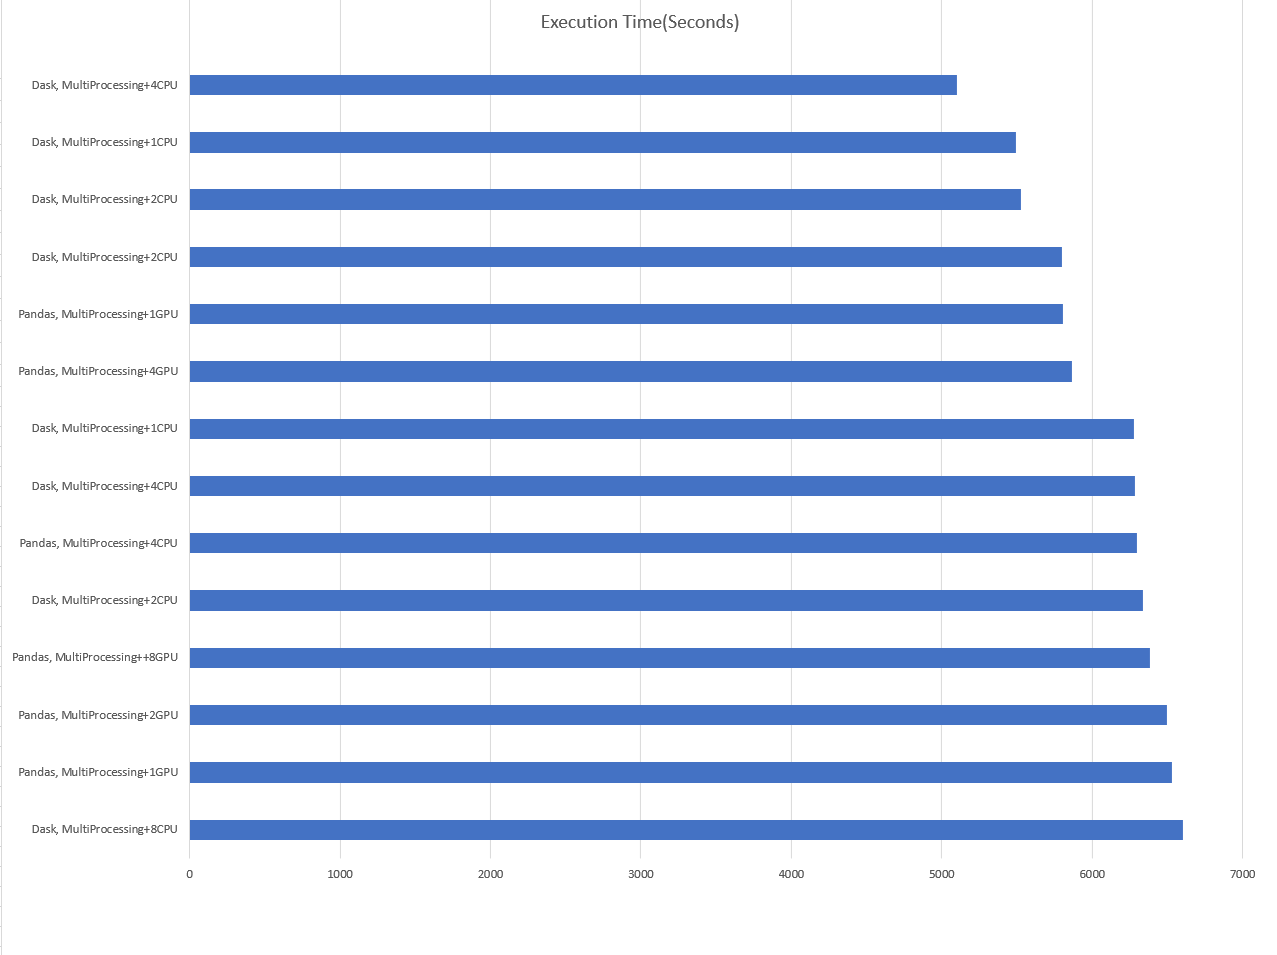 Execution Time(Seconds)
Dask, MultiProcessing+4CPU
Dask, MultiProcessing+1CPU
Dask, MultiProcessing+2CPU
Dask, MultiProcessing+2CPU
Pandas, MultiProcessing+1GPU
Pandas, MultiProcessing+4GPU
Dask, MultiProcessing+1CPU
Dask, MultiProcessing+4CPU
Pandas, MultiProcessing+4CPU
Dask, MultiProcessing+2CPU
Pandas, MultiProcessing++8GPU
Pandas, MultiProcessing+2GPU
Pandas, MultiProcessing+1GPU
Dask, MultiProcessing+8CPU
0 1000 2000 3000 4000 5000 6000 7000